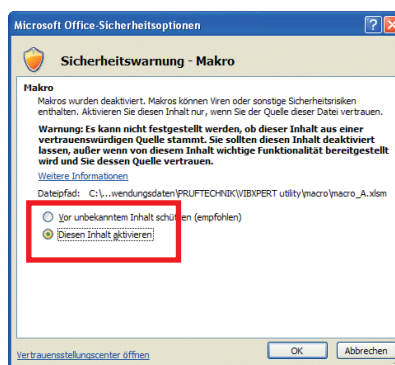 Microsoft Office-Sicherheitsoptionen
Sicherheitswarnung - Makro
Makro
Makros wurden deaktiviert. Makros können Viren oder sonstige Sicherheitsrisiken
enthalten. Aktivieren Sie diesen Inhalt nur, wenn Sie der Quelle dieser Datei vertrauen.
Warnung: Es kann nicht festgestellt werden, ob dieser Inhalt aus einer
vertrauenswürdigen Quelle stammt. Sie sollten diesen Inhalt deaktiviert
lassen, außer wenn von diesem Inhalt wichtige Funktionalität bereitgestellt
wird und Sie dessen Quelle vertrauen.
Weitere Informationen
Dateipfad: C:\...wendungsdaten\PRUFTECHNIK\VIBXPERT utility\macro\macro_A.xlsm
Vor unbekanntem Inhalt schützen (empfohlen)
Diesen Inhalt aktivieren
Vertrauensstellungscenter öffnen
OK
Abbrechen